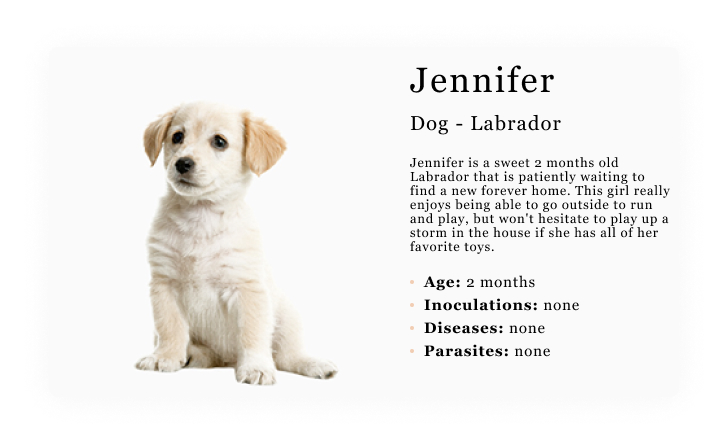 Jennifer
Dog - Labrador
Jennifer is a sweet 2 months old
Labrador that is patiently waiting to
find a new forever home. This girl really
enjoys being able to go outside to run
and play, but won't hesitate to play up a
storm in the house if she has all of her
favorite toys.
• Age: 2 months
• Inoculations: none
• Diseases: none
• Parasites: none